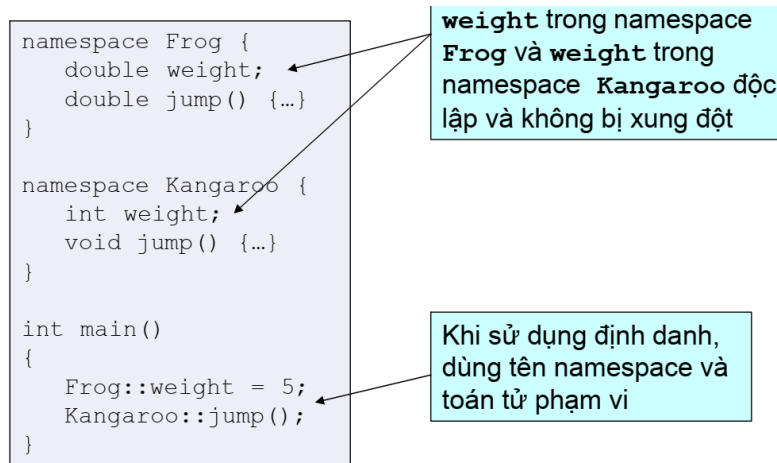 namespace Frog {
double weight;
double jump() {…}
}
namespace Kangaroo {
int weight;
void jump() {…}
}
int main()
{
Frog::weight = 5;
Kangaroo::jump();
}
weight trong namespace
Frog và weight trong
namespace Kangaroo độc
lập và không bị xung đột
Khi sử dụng định danh,
dùng tên namespace và
toán tử phạm vi